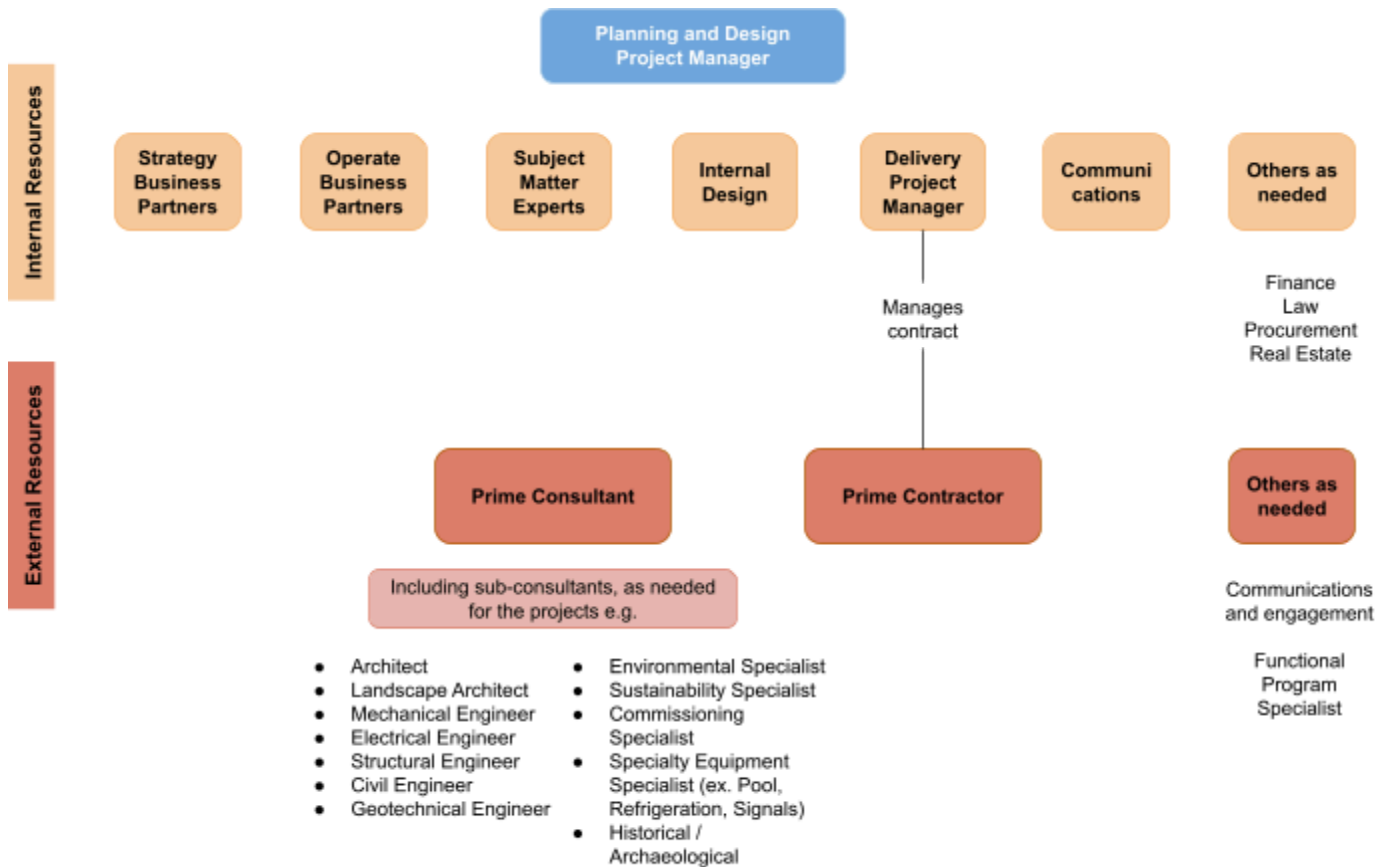 Planning and Design
Project Manager
Internal Resources
Strategy
Business
Partners
Operate
Business
Partners
Subject
Matter
Experts
Internal
Design
Delivery
Project
Manager
Communi
cations
Others as
needed
Manages
contract
Finance
Law
Procurement
Real Estate
External Resources
Prime Consultant
Prime Contractor
Others as
needed
Including sub-consultants, as needed
for the projects e.g.
● Architect
● Landscape Architect
● Mechanical Engineer
● Electrical Engineer
● Structural Engineer
● Civil Engineer
● Geotechnical Engineer
● Environmental Specialist
● Sustainability Specialist
● Commissioning
Specialist
● Specialty Equipment
Specialist (ex. Pool,
Refrigeration, Signals)
● Historical /
Archaeological
Communications
and engagement
Functional
Program
Specialist